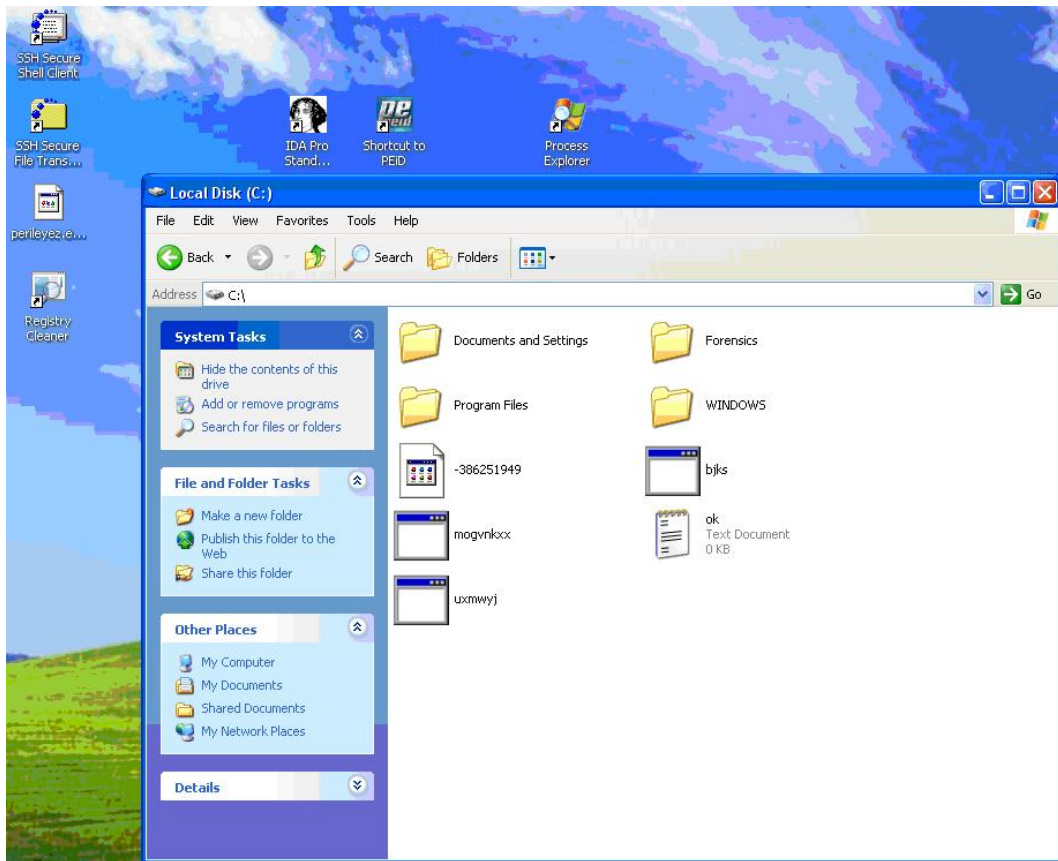 SSH Secure
Shell Client
SSH Secure
File Trans...
IDA Pro
Stand...
pe
PEiD
Shortcut to
PEiD
Process
Explorer
perileyez.e...
Registry
Cleaner
Local Disk (C:)
File Edit View Favorites Tools Help
Back Search Folders
Address C:\ Go
System Tasks
Hide the contents of this
drive
Add or remove programs
Search for files or folders
File and Folder Tasks
Make a new folder
Publish this folder to the
Web
Share this folder
Other Places
My Computer
My Documents
Shared Documents
My Network Places
Details
Documents and Settings
Forensics
Program Files
WINDOWS
-386251949
bjks
mogvnkxx
ok
Text Document
0 KB
uxmwyj